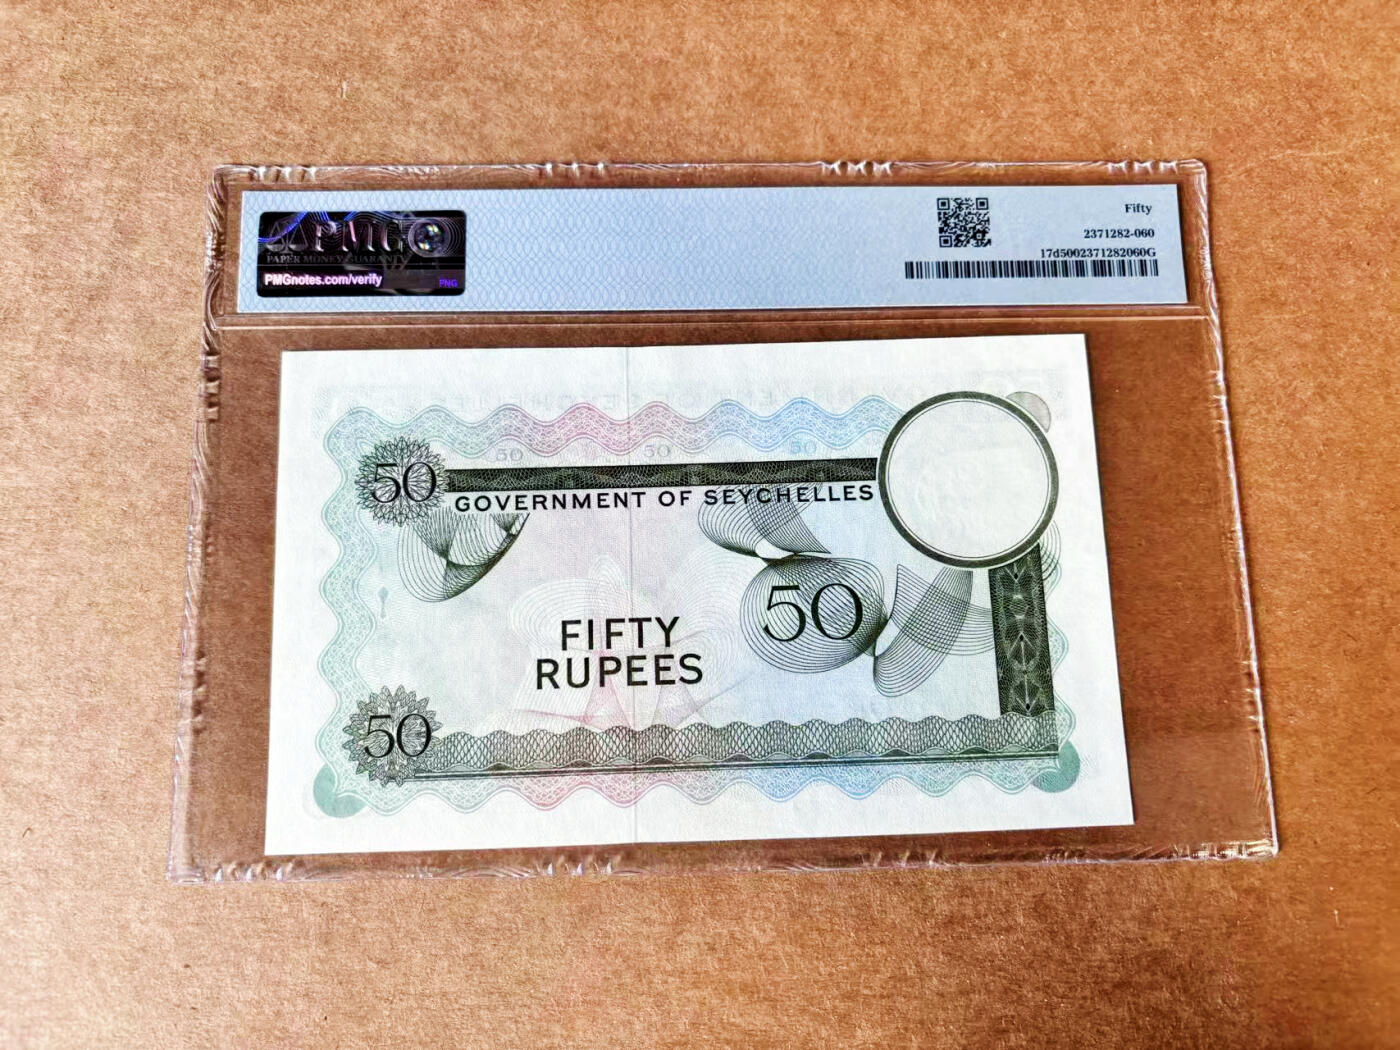 PMG
PAPER MONEY GUARANTY
PMGnotes.com/verify
PNG
Fifty
2371282-060
17d5002371282060G
50 50 50
50
GOVERNMENT OF SEYCHELLES
50
FIFTY
RUPEES
50